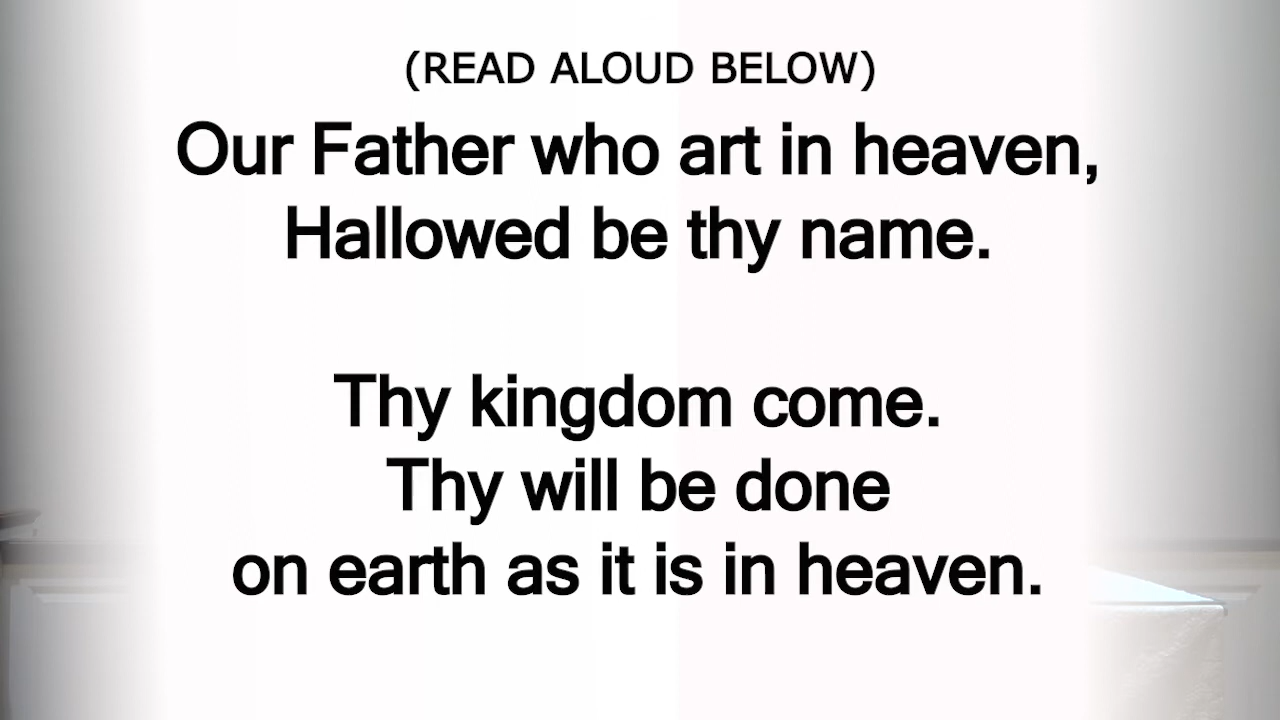 (READ ALOUD BELOW)
Our Father who art in heaven,
Hallowed be thy name.
Thy kingdom come.
Thy will be done
on earth as it is in heaven.